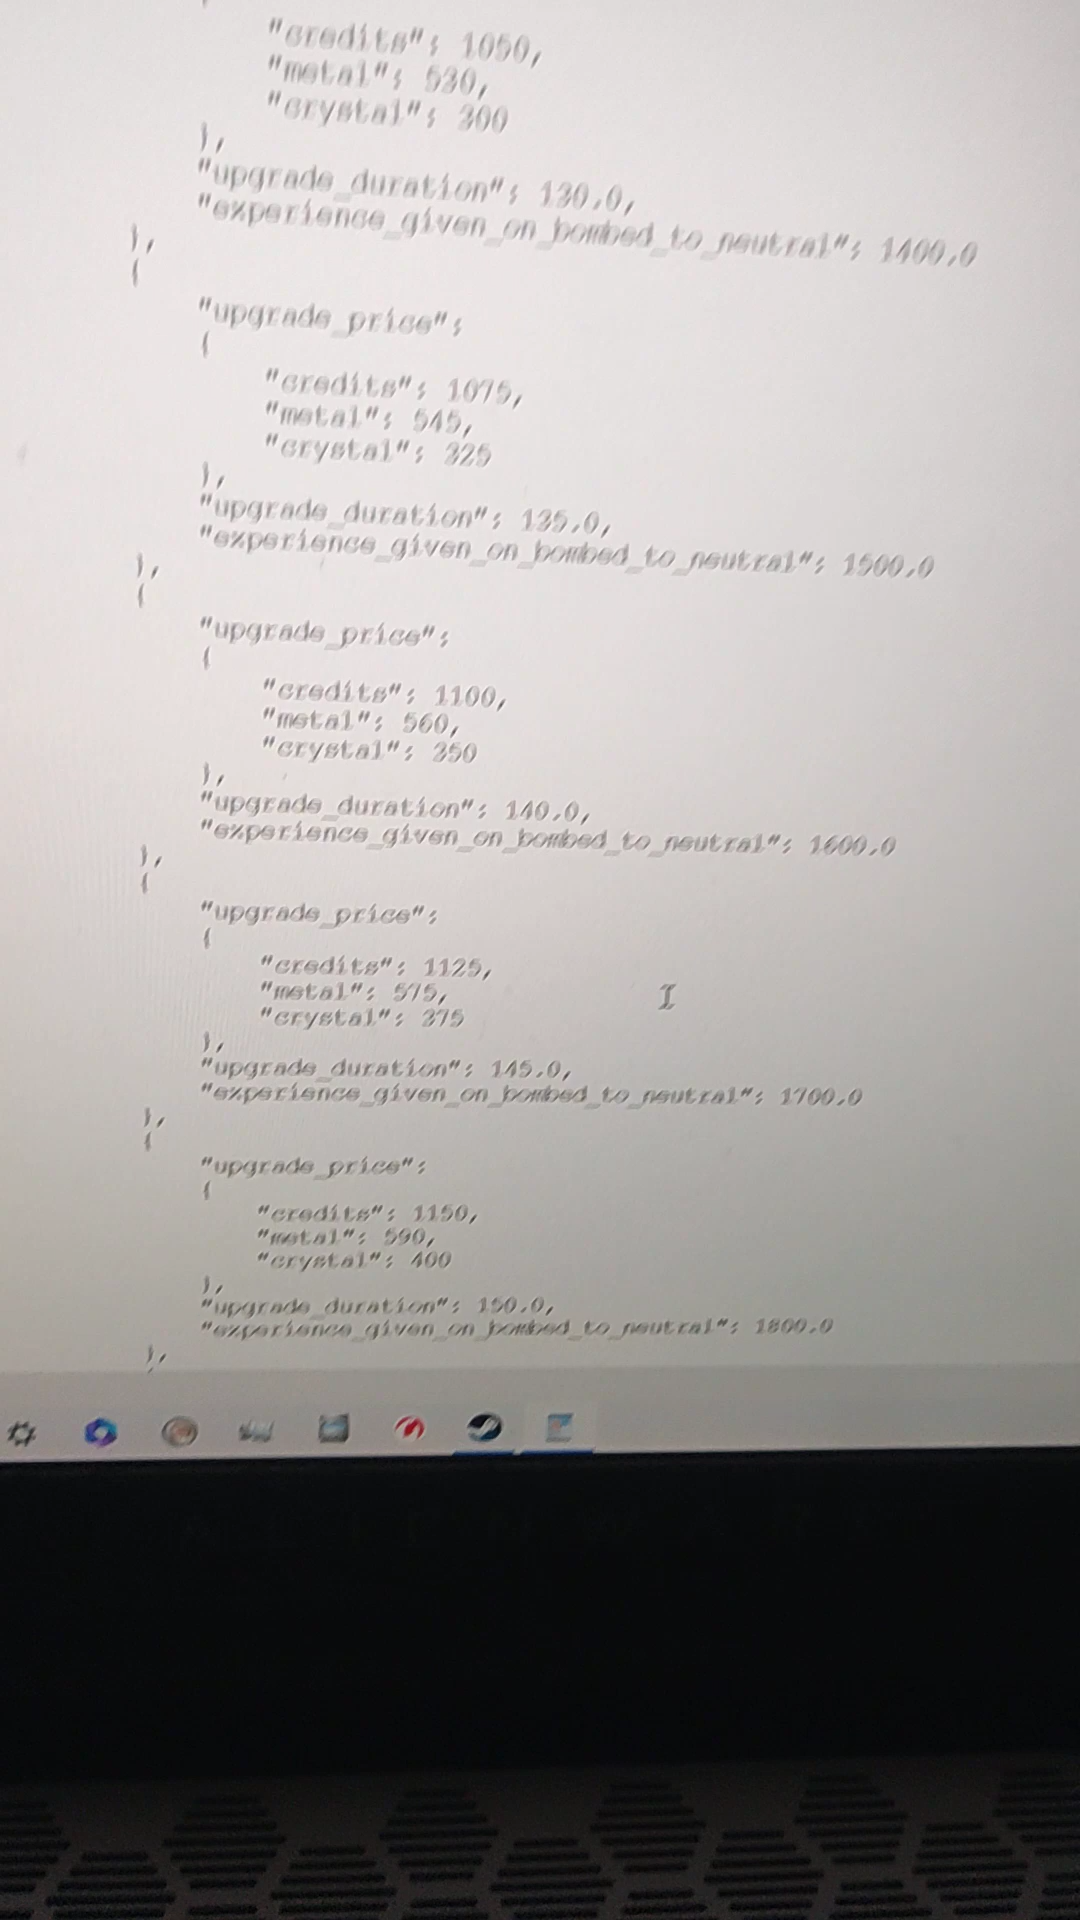 "credits": 1050,
"metal": 530,
"crystal": 300
},
"upgrade_duration": 130.0,
"experience_given_on_bombed_to_neutral": 1400.0
},
{
"upgrade_price":
{
"credits": 1075,
"metal": 545,
"crystal": 325
},
"upgrade_duration": 135.0,
"experience_given_on_bombed_to_neutral": 1500.0
},
{
"upgrade_price":
{
"credits": 1100,
"metal": 560,
"crystal": 350
},
"upgrade_duration": 140.0,
"experience_given_on_bombed_to_neutral": 1600.0
},
{
"upgrade_price":
{
"credits": 1125,
"metal": 575,
"crystal": 375
},
"upgrade_duration": 145.0,
"experience_given_on_bombed_to_neutral": 1700.0
},
{
"upgrade_price":
{
"credits": 1150,
"metal": 590,
"crystal": 400
},
"upgrade_duration": 150.0,
"experience_given_on_bombed_to_neutral": 1800.0
},